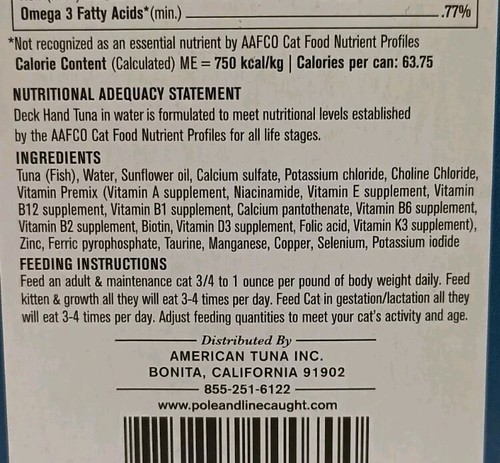 Omega 3 Fatty Acids*(min.) .77%
*Not recognized as an essential nutrient by AAFCO Cat Food Nutrient Profiles
Calorie Content (Calculated) ME = 750 kcal/kg | Calories per can: 63.75
NUTRITIONAL ADEQUACY STATEMENT
Deck Hand Tuna in water is formulated to meet nutritional levels established
by the AAFCO Cat Food Nutrient Profiles for all life stages.
INGREDIENTS
Tuna (Fish), Water, Sunflower oil, Calcium sulfate, Potassium chloride, Choline Chloride,
Vitamin Premix (Vitamin A supplement, Niacinamide, Vitamin E supplement, Vitamin
B12 supplement, Vitamin B1 supplement, Calcium pantothenate, Vitamin B6 supplement,
Vitamin B2 supplement, Biotin, Vitamin D3 supplement, Folic acid, Vitamin K3 supplement),
Zinc, Ferric pyrophosphate, Taurine, Manganese, Copper, Selenium, Potassium iodide
FEEDING INSTRUCTIONS
Feed an adult & maintenance cat 3/4 to 1 ounce per pound of body weight daily. Feed
kitten & growth all they will eat 3-4 times per day. Feed Cat in gestation/lactation all they
will eat 3-4 times per day. Adjust feeding quantities to meet your cat's activity and age.
Distributed By
AMERICAN TUNA INC.
BONITA, CALIFORNIA 91902
855-251-6122
www.poleandlinecaught.com